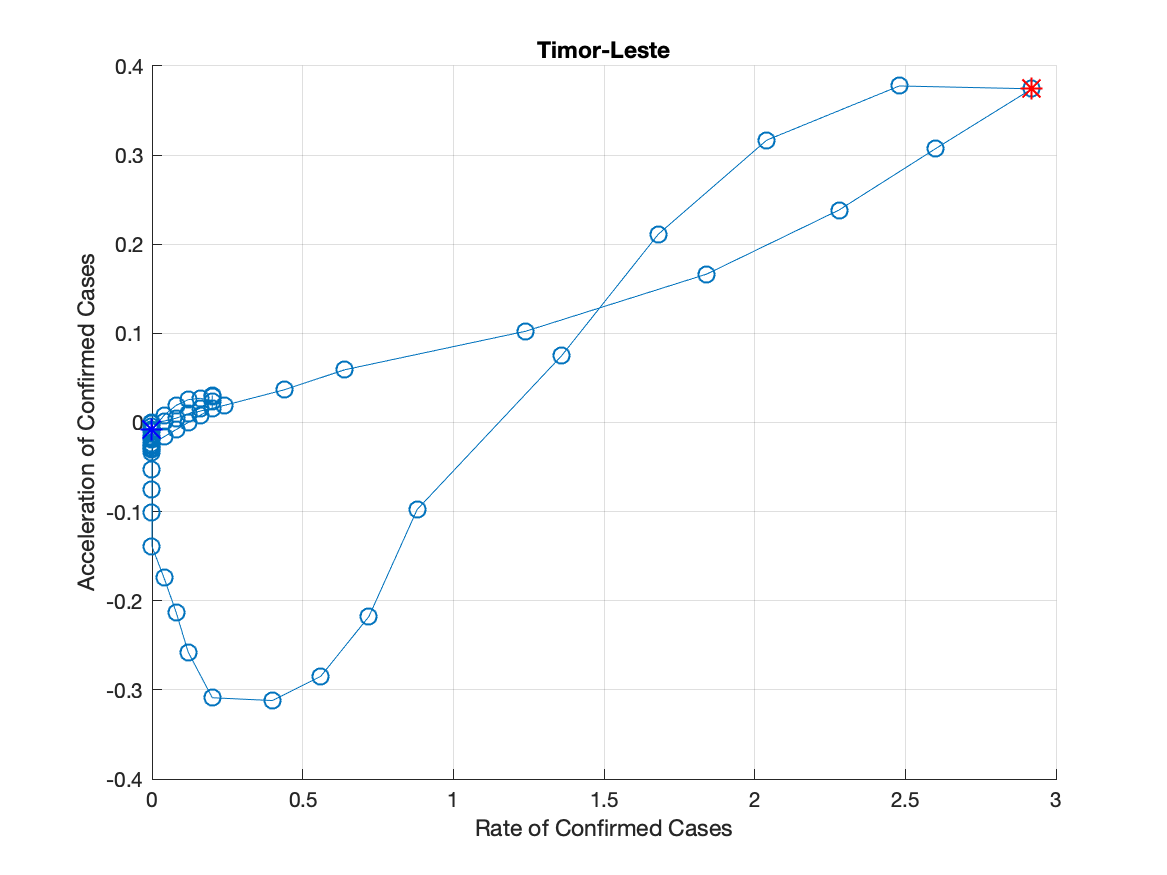 Timor-Leste
Acceleration of Confirmed Cases
0.4
0.3
0.2
0.1
0
-0.1
-0.2
-0.3
-0.4
0 0.5 1 1.5 2 2.5 3
Rate of Confirmed Cases